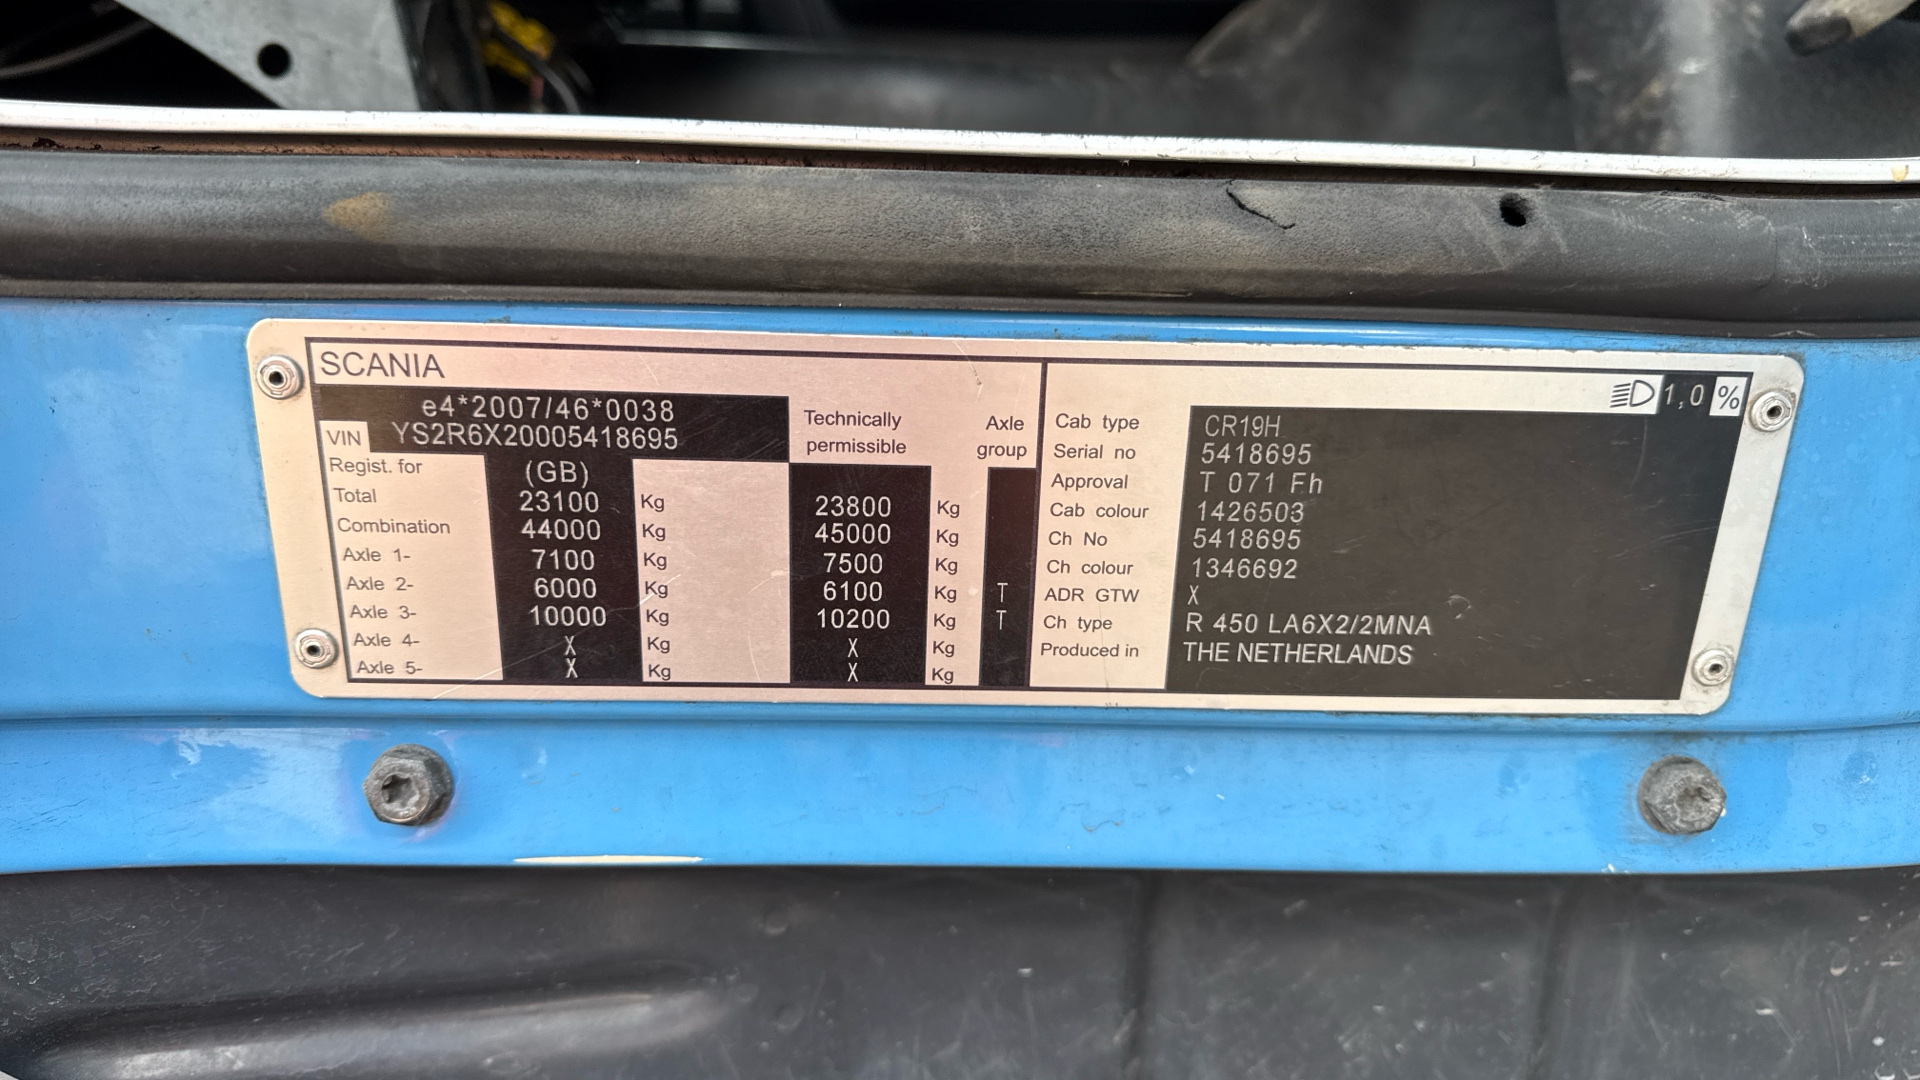 SCANIA
e4*2007/46*0038
VIN YS2R6X20005418695
Technically permissible
Axle group
Regist. for (GB)
Total 23100 Kg 23800 Kg
Combination 44000 Kg 45000 Kg
Axle 1- 7100 Kg 7500 Kg
Axle 2- 6000 Kg 6100 Kg T
Axle 3- 10000 Kg 10200 Kg T
Axle 4- X Kg X Kg
Axle 5- X Kg X Kg
1,0 %
Cab type CR19H
Serial no 5418695
Approval T 071 Fh
Cab colour 1426503
Ch No 5418695
Ch colour 1346692
ADR GTW X
Ch type R 450 LA6X2/2MNA
Produced in THE NETHERLANDS